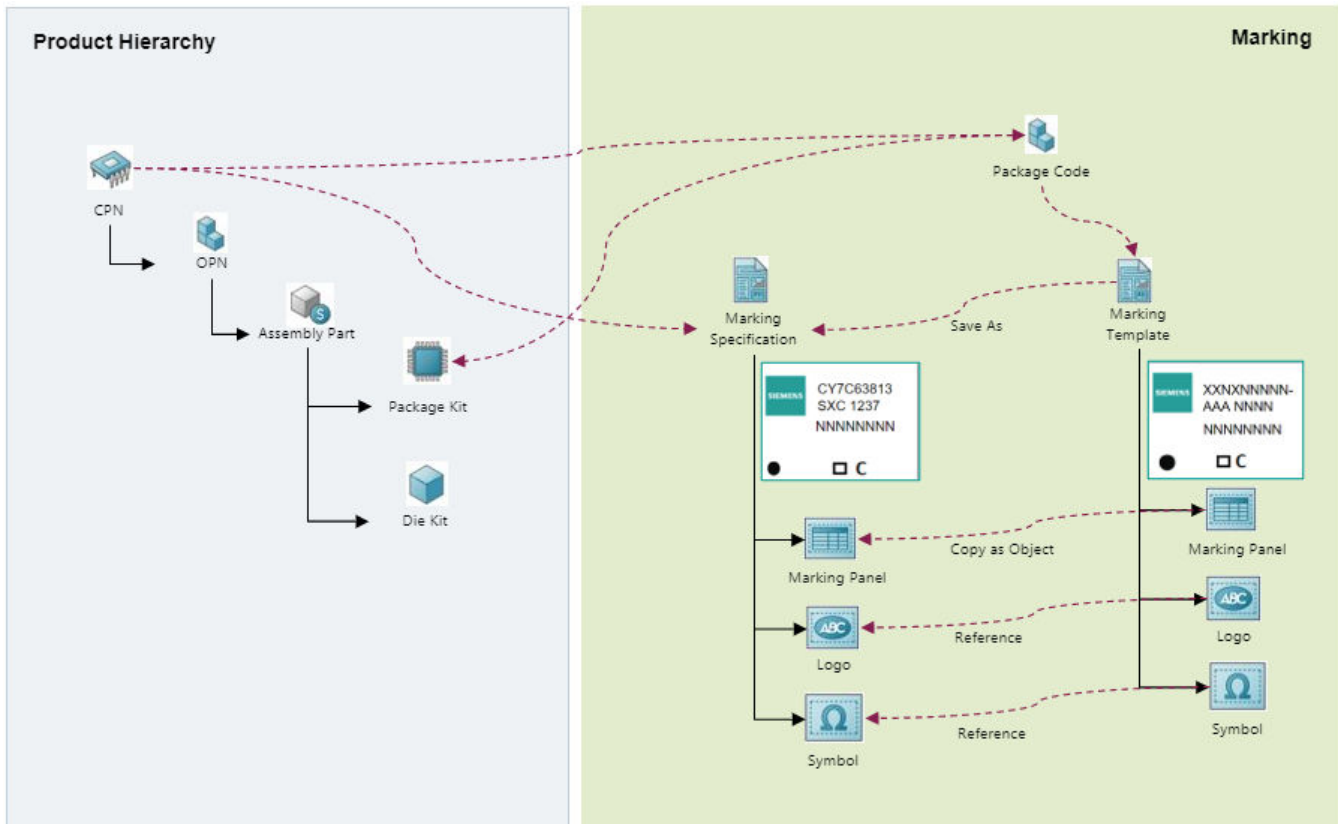 Product Hierarchy
Marking
CPN
OPN
Assembly Part
S
Package Kit
Die Kit
Package Code
Marking
Specification
Save As
Marking
Template
SIEMENS
CY7C63813
SXC 1237
NNNNNNNN
C
SIEMENS
XXNXNNNNN-
AAA NNNN
NNNNNNNN
C
Marking Panel
Copy as Object
Marking Panel
ABC
Logo
Reference
ABC
Logo
Ω
Symbol
Reference
Ω
Symbol